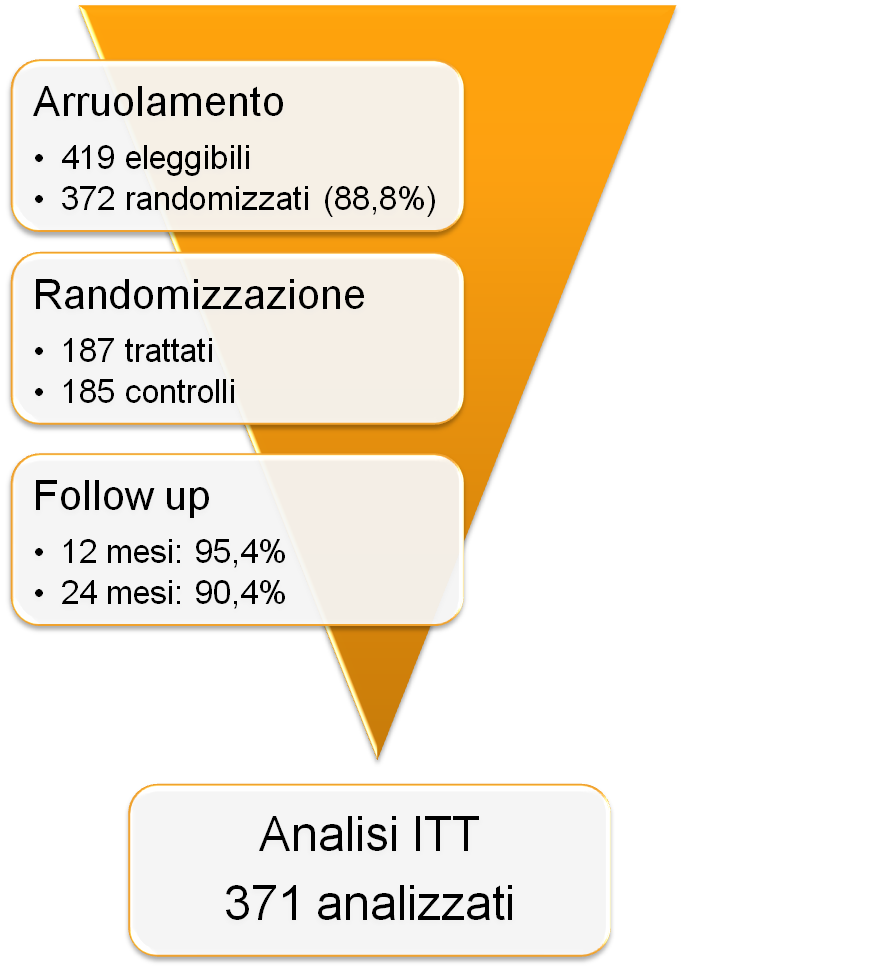 Arruolamento
• 419 eleggibili
• 372 randomizzati (88,8%)
Randomizzazione
• 187 trattati
• 185 controlli
Follow up
• 12 mesi: 95,4%
• 24 mesi: 90,4%
Analisi ITT
371 analizzati